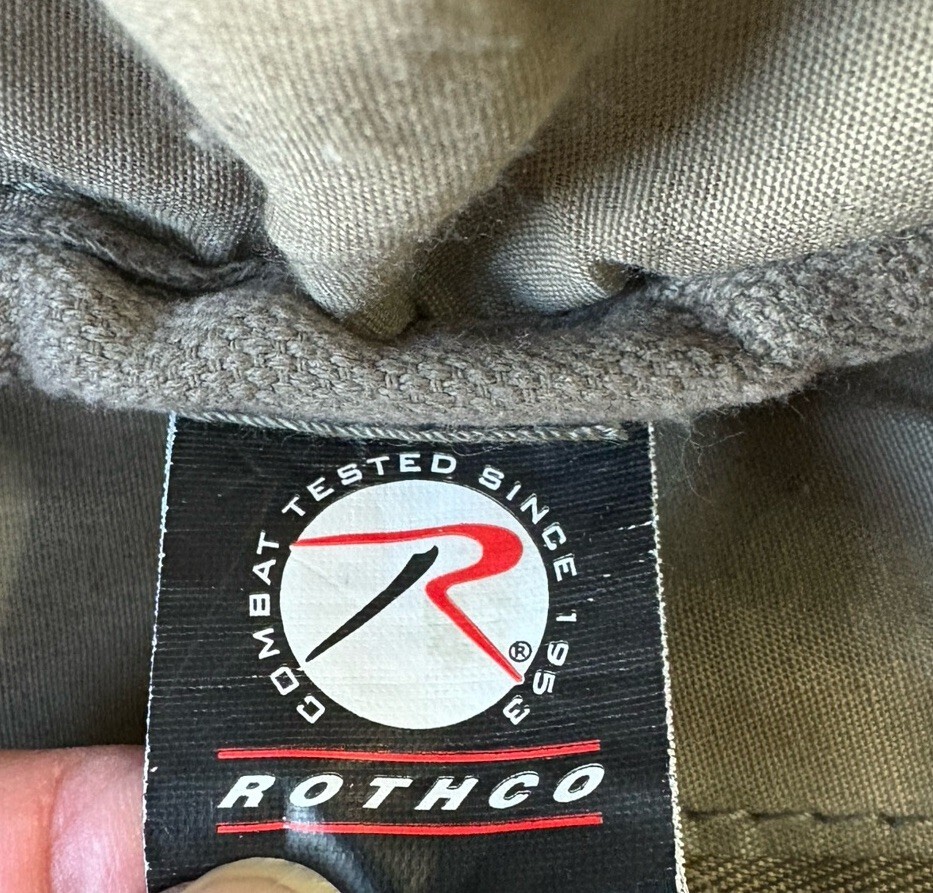 COMBAT TESTED SINCE 1953
R®
ROTHCO